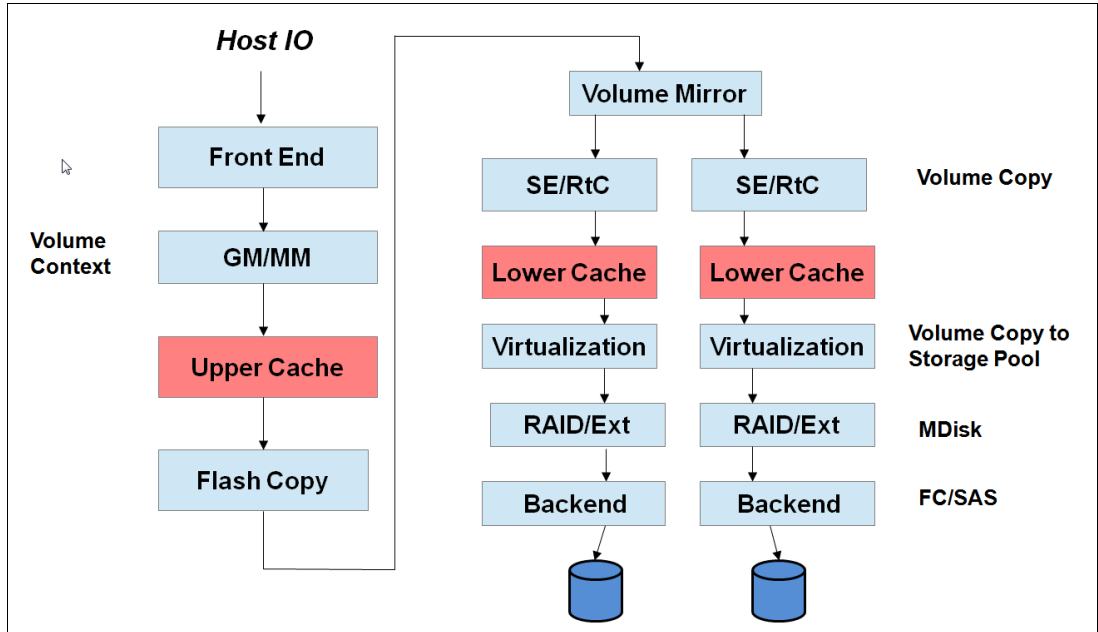 Host IO
Front End
Volume
Context
GM/MM
Upper Cache
Flash Copy
Volume Mirror
SE/RtC
SE/RtC
Volume Copy
Lower Cache
Lower Cache
Virtualization
Virtualization
Volume Copy to
Storage Pool
RAID/Ext
RAID/Ext
MDisk
Backend
Backend
FC/SAS